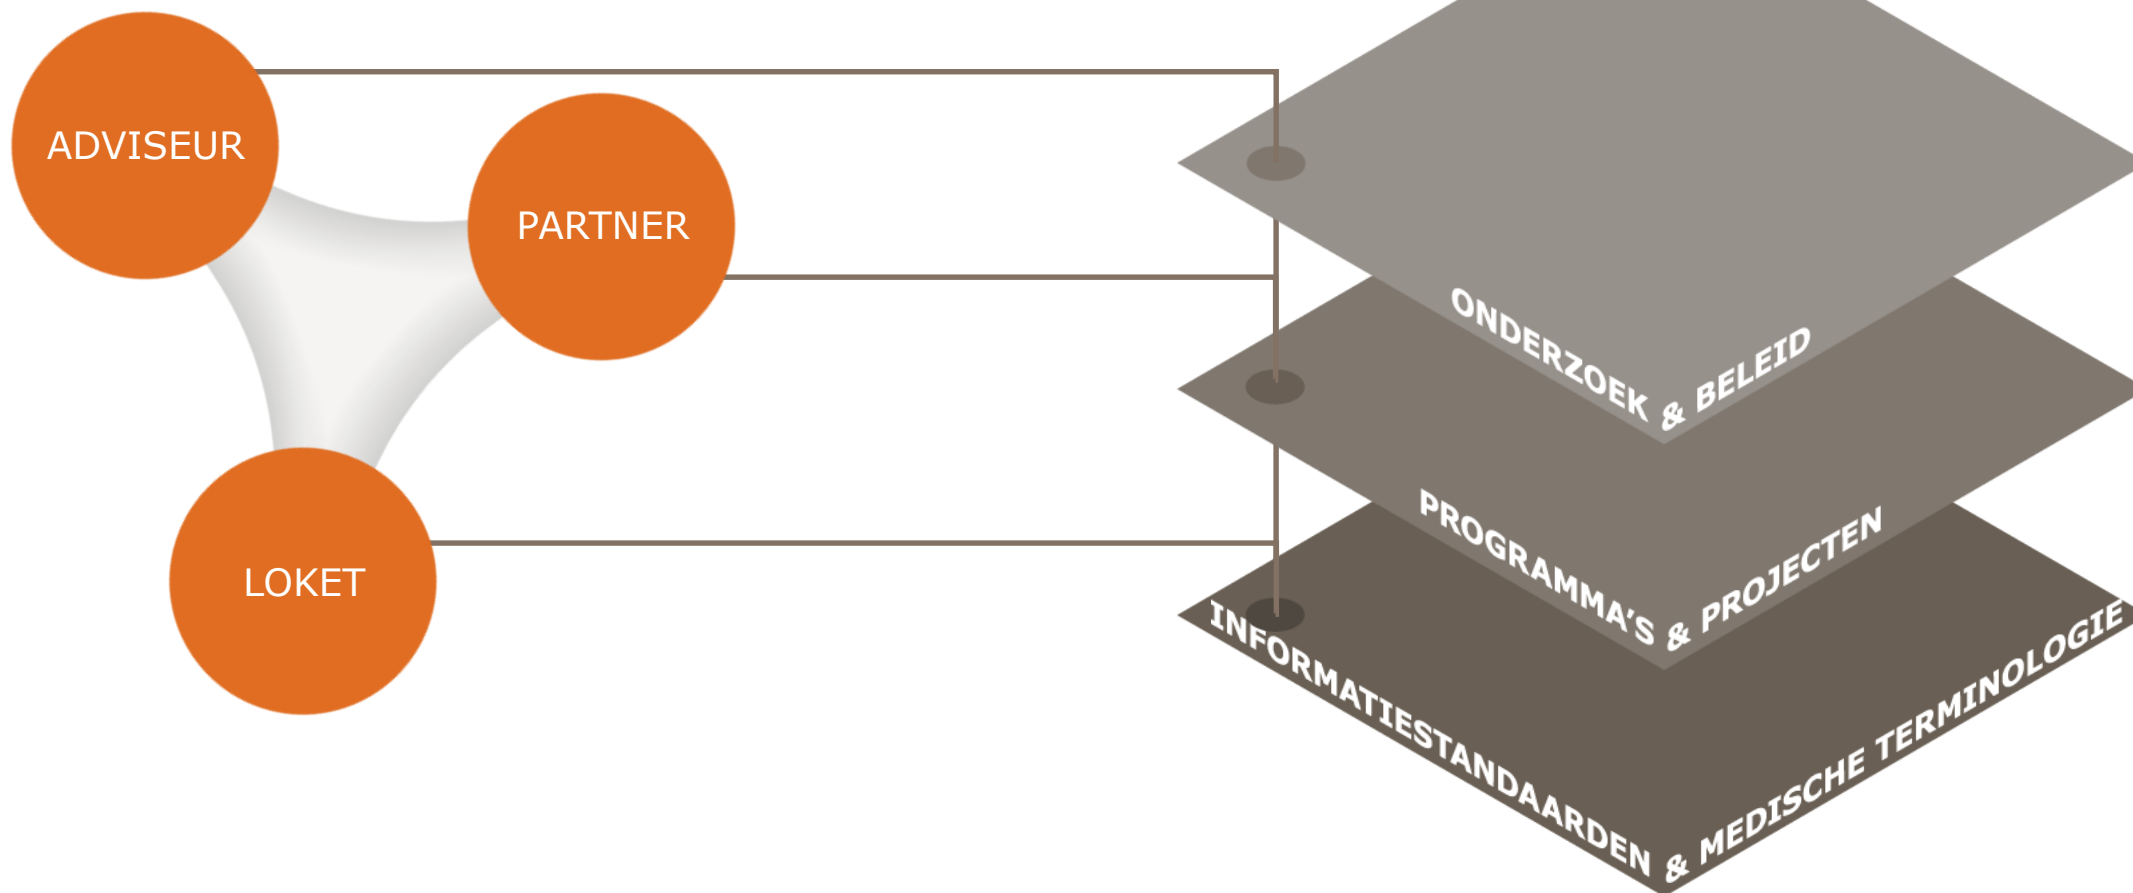 ADVISEUR
PARTNER
LOKET
ONDERZOEK & BELEID
PROGRAMMA'S & PROJECTEN
INFORMATIESTANDAARDEN & MEDISCHE TERMINOLOGIE